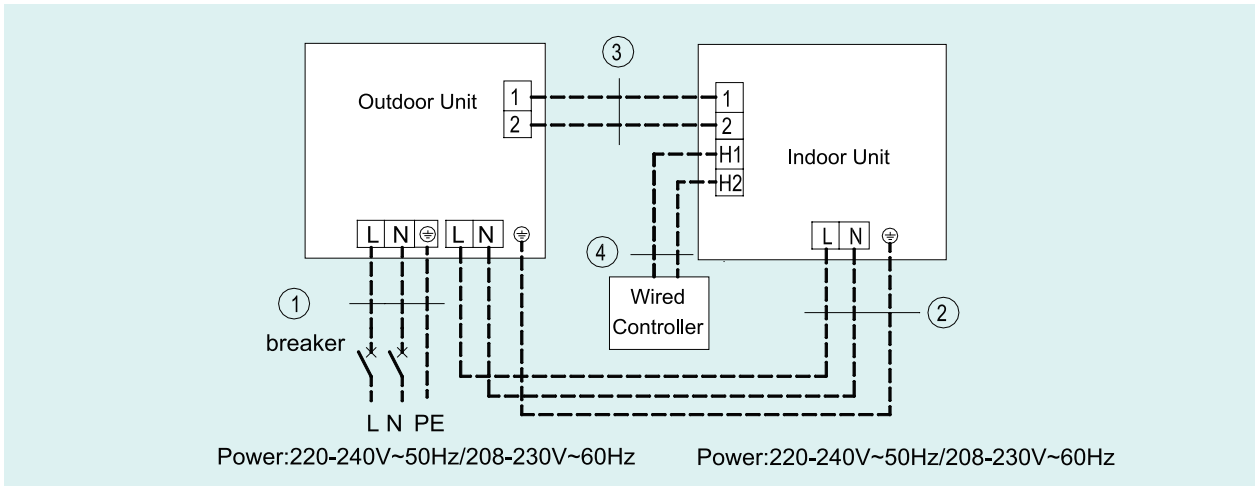 3
Outdoor Unit
1
2
1
2
H1
H2
Indoor Unit
L N L N
L N
4
1
Wired
Controller
2
breaker
L N PE
Power:220-240V~50Hz/208-230V~60Hz
Power:220-240V~50Hz/208-230V~60Hz